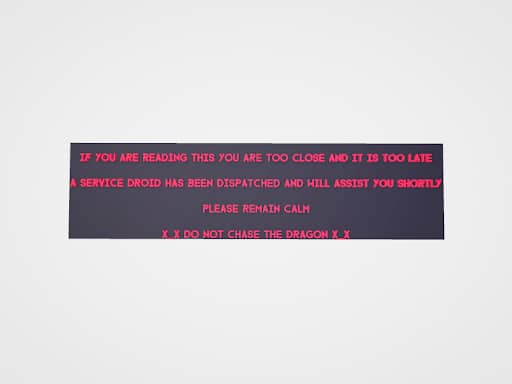 IF YOU ARE READING THIS YOU ARE TOO CLOSE AND IT IS TOO LATE
A SERVICE DROID HAS BEEN DISPATCHED AND WILL ASSIST YOU SHORTLY
PLEASE REMAIN CALM
X_X DO NOT CHASE THE DRAGON X_X